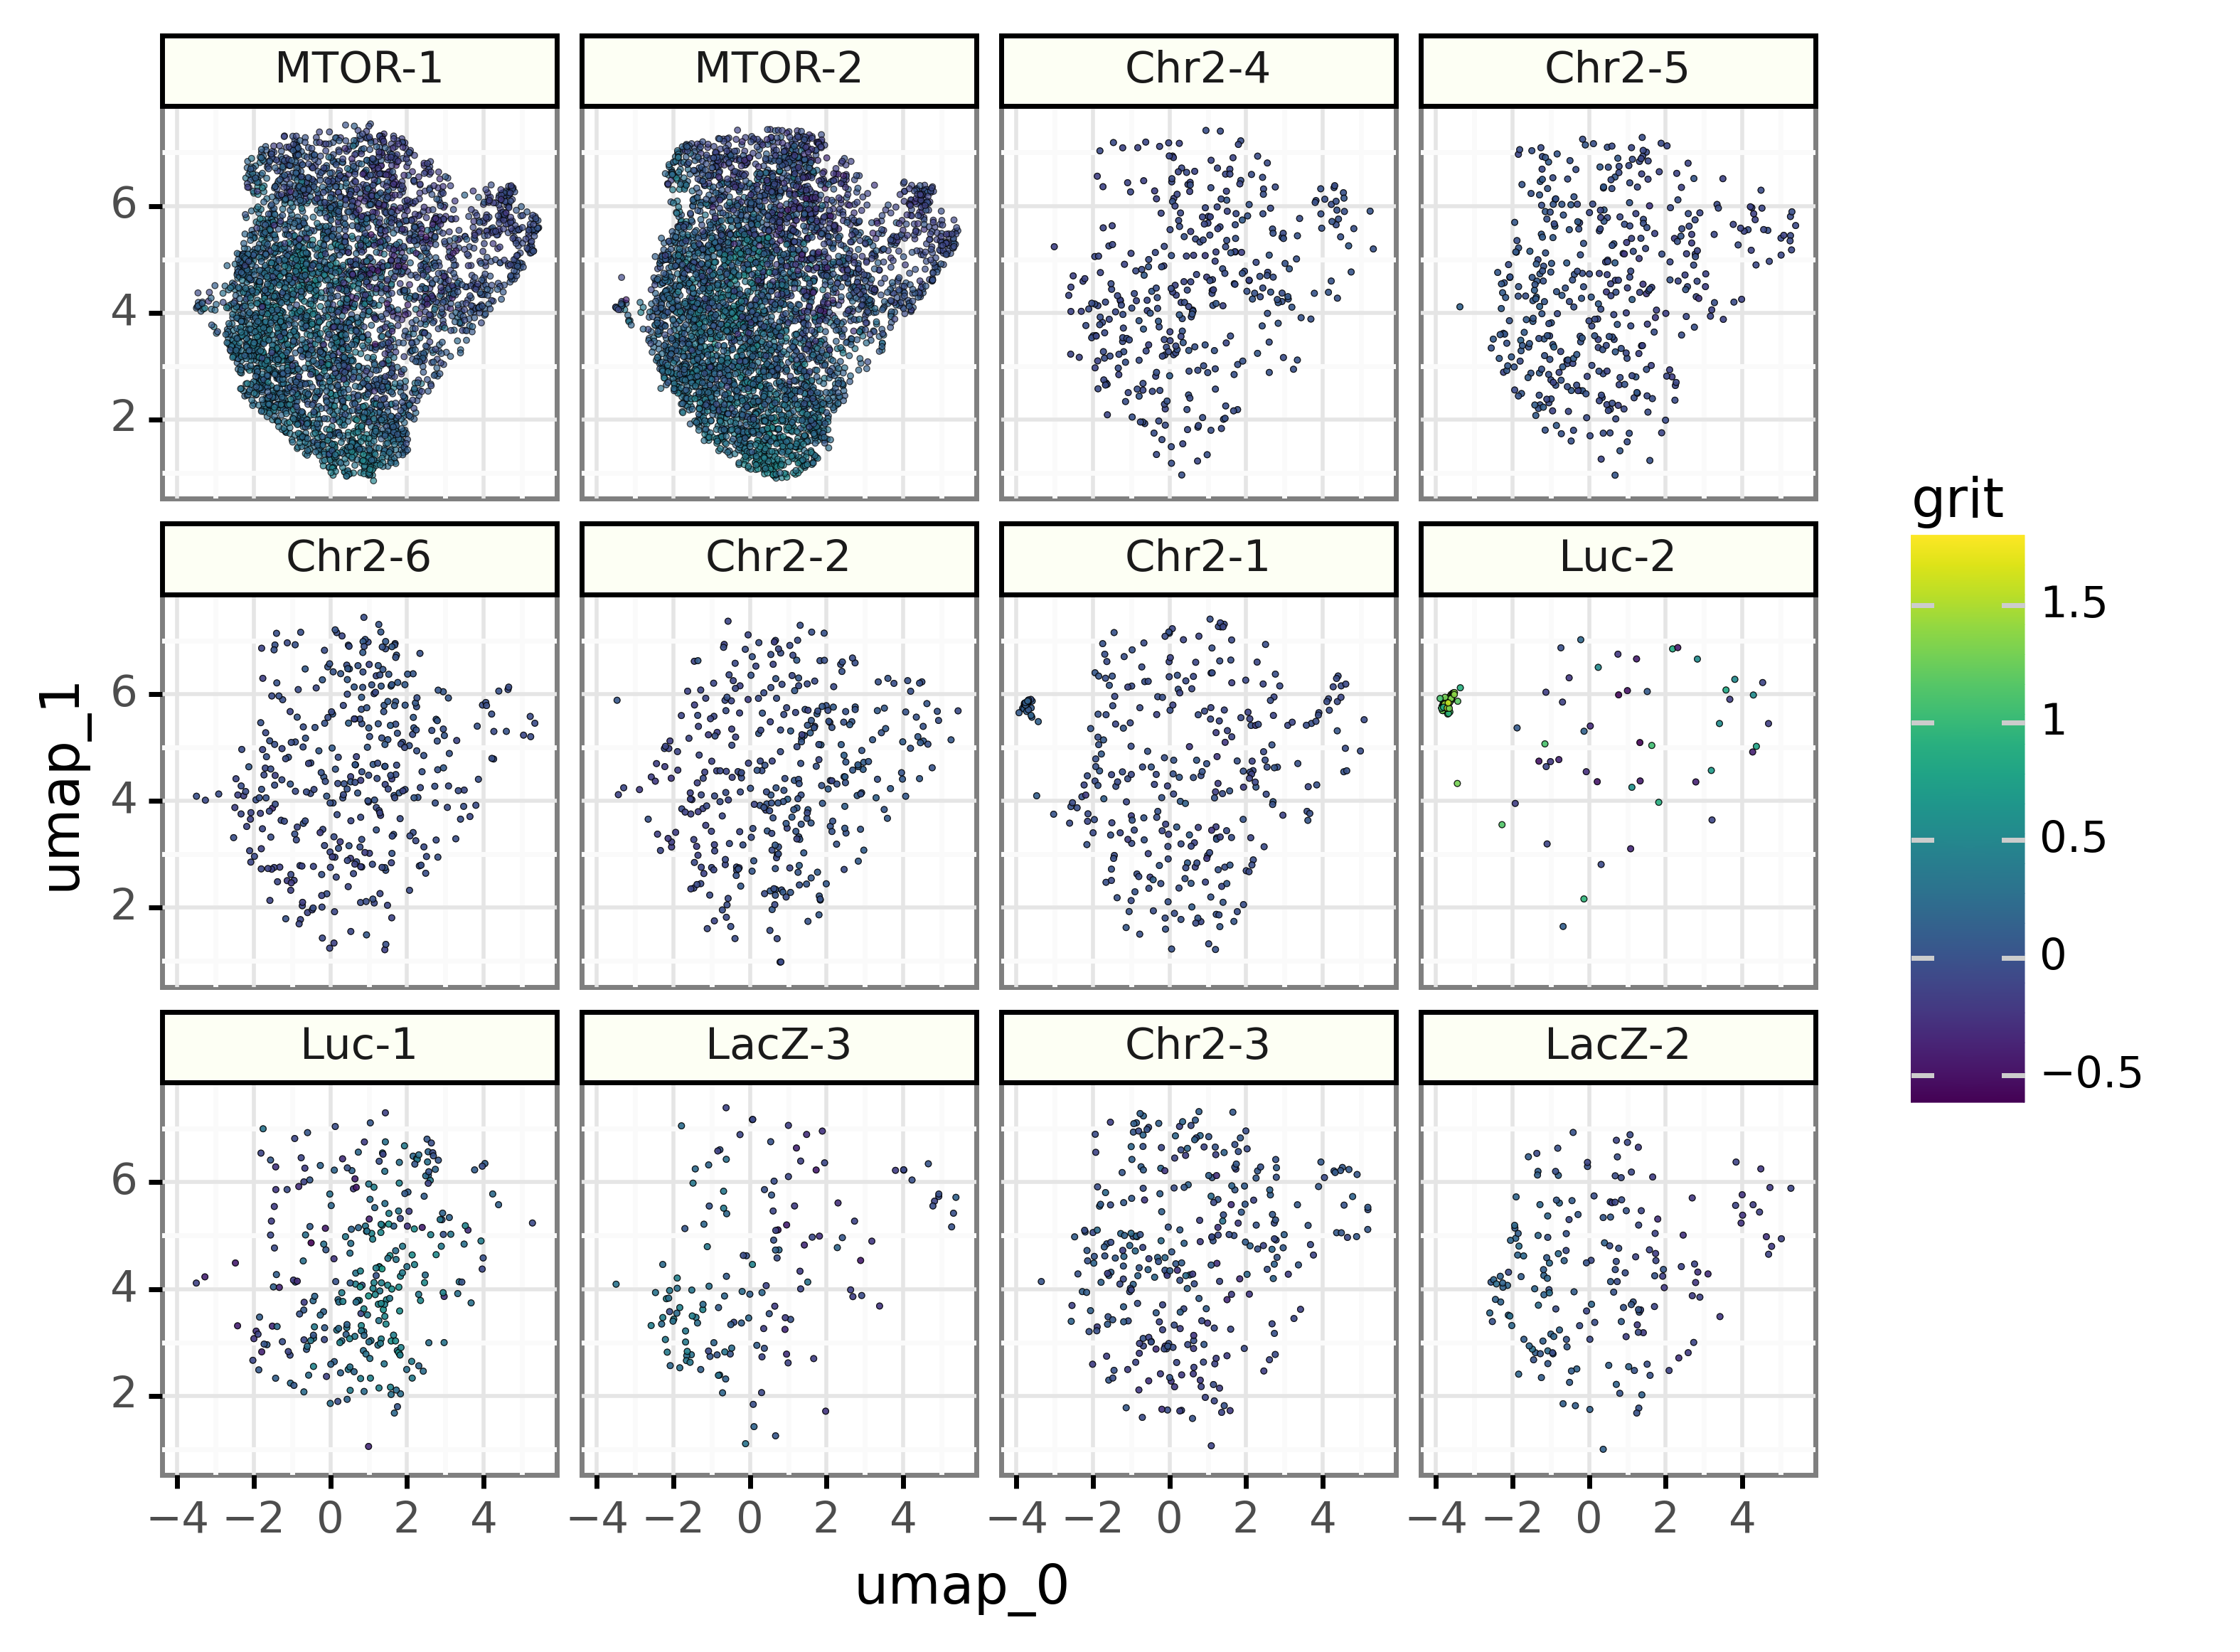 MTOR-1 MTOR-2 Chr2-4 Chr2-5
6
4
2
Chr2-6 Chr2-2 Chr2-1 Luc-2
6
4
2
Luc-1 LacZ-3 Chr2-3 LacZ-2
6
4
2
−4 −2 0 2 4 −4 −2 0 2 4 −4 −2 0 2 4 −4 −2 0 2 4
umap_0
umap_1
grit
1.5
1
0.5
0
−0.5